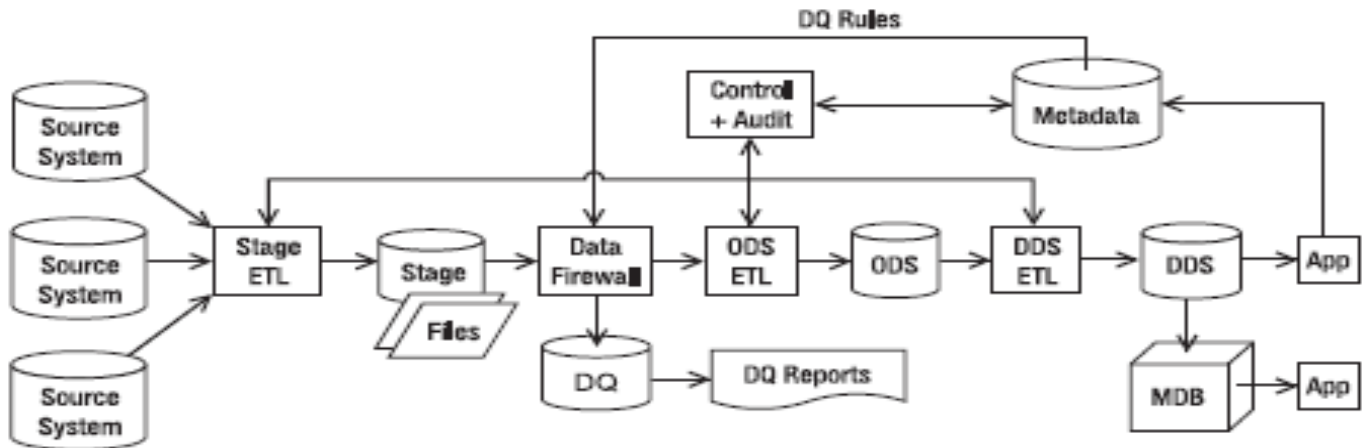 DQ Rules
Source
System
Control
+ Audit
Metadata
Source
System
Stage
ETL
Stage
Files
Data
Firewall
ODS
ETL
ODS
DDS
ETL
DDS
App
Source
System
DQ
DQ Reports
MDB
App